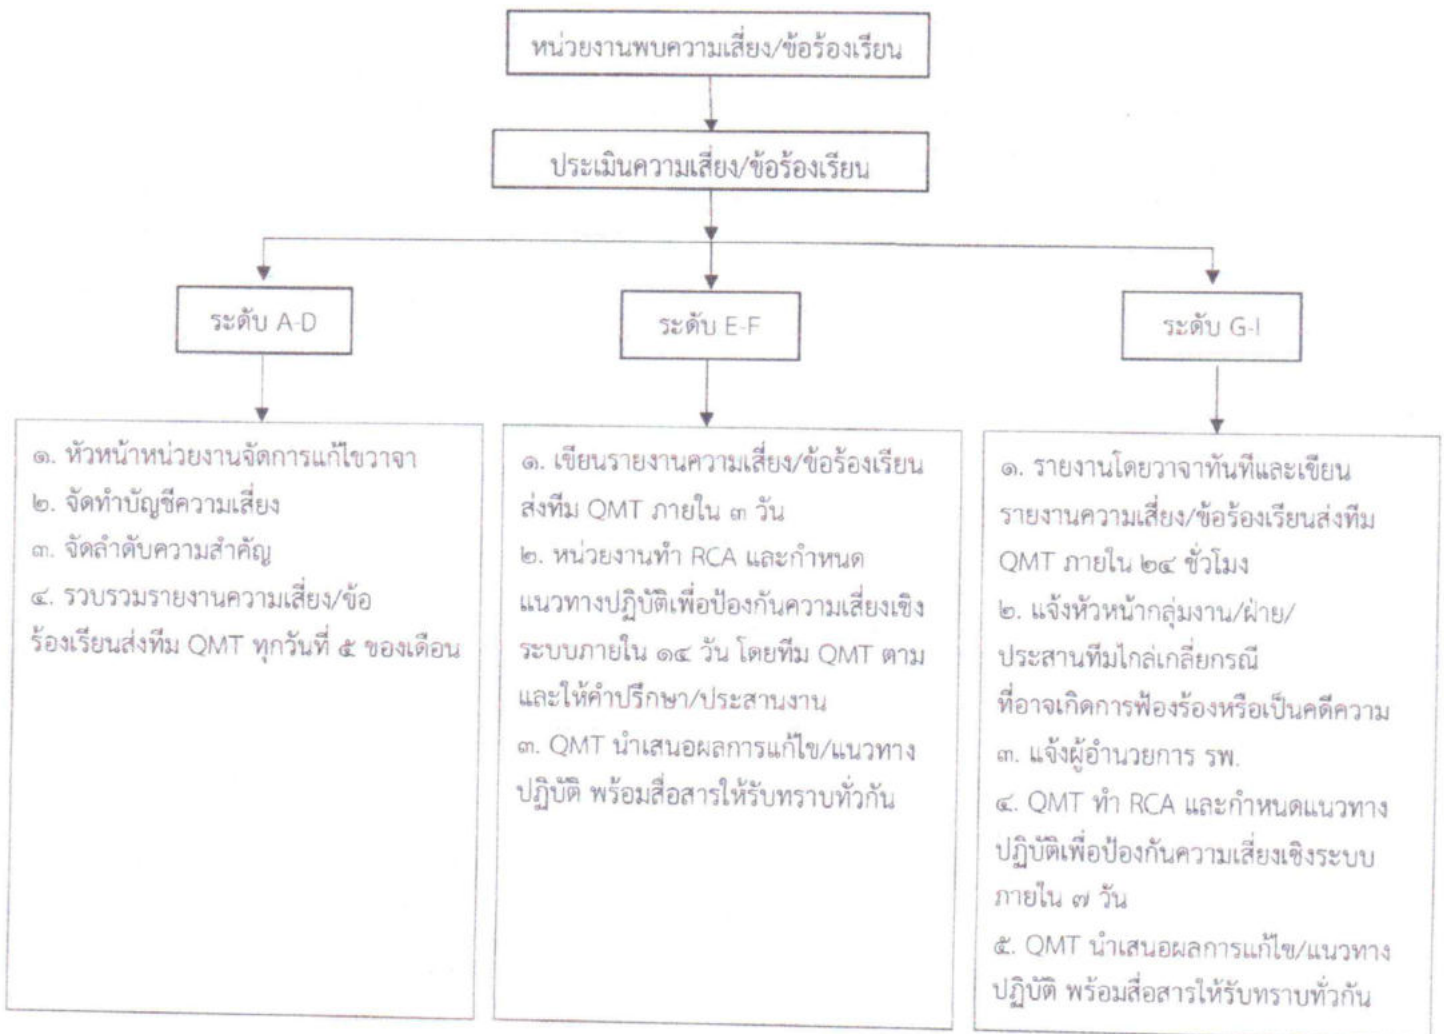 หน่วยงานพบความเสี่ยง/ข้อร้องเรียน
ประเมินความเสี่ยง/ข้อร้องเรียน
ระดับ A-D
ระดับ E-F
ระดับ G-I
๑. หัวหน้าหน่วยงานจัดการแก้ไขวาจา
๒. จัดทำบัญชีความเสี่ยง
๓. จัดลำดับความสำคัญ
๔. รวบรวมรายงานความเสี่ยง/ข้อ
ร้องเรียนส่งทีม QMT ทุกวันที่ ๕ ของเดือน
๑. เขียนรายงานความเสี่ยง/ข้อร้องเรียน
ส่งทีม QMT ภายใน ๓ วัน
๒. หน่วยงานทำ RCA และกำหนด
แนวทางปฏิบัติเพื่อป้องกันความเสี่ยงเชิง
ระบบภายใน ๑๔ วัน โดยทีม QMT ตาม
และให้คำปรึกษา/ประสานงาน
๓. QMT นำเสนอผลการแก้ไข/แนวทาง
ปฏิบัติ พร้อมสื่อสารให้รับทราบทั่วกัน
๑. รายงานโดยวาจาทันทีและเขียน
รายงานความเสี่ยง/ข้อร้องเรียนส่งทีม
QMT ภายใน ๒๔ ชั่วโมง
๒. แจ้งหัวหน้ากลุ่มงาน/ฝ่าย/
ประสานทีมไกล่เกลี่ยกรณี
ที่อาจเกิดการฟ้องร้องหรือเป็นคดีความ
๓. แจ้งผู้อำนวยการ รพ.
๔. QMT ทำ RCA และกำหนดแนวทาง
ปฏิบัติเพื่อป้องกันความเสี่ยงเชิงระบบ
ภายใน ๗ วัน
๕. QMT นำเสนอผลการแก้ไข/แนวทาง
ปฏิบัติ พร้อมสื่อสารให้รับทราบทั่วกัน